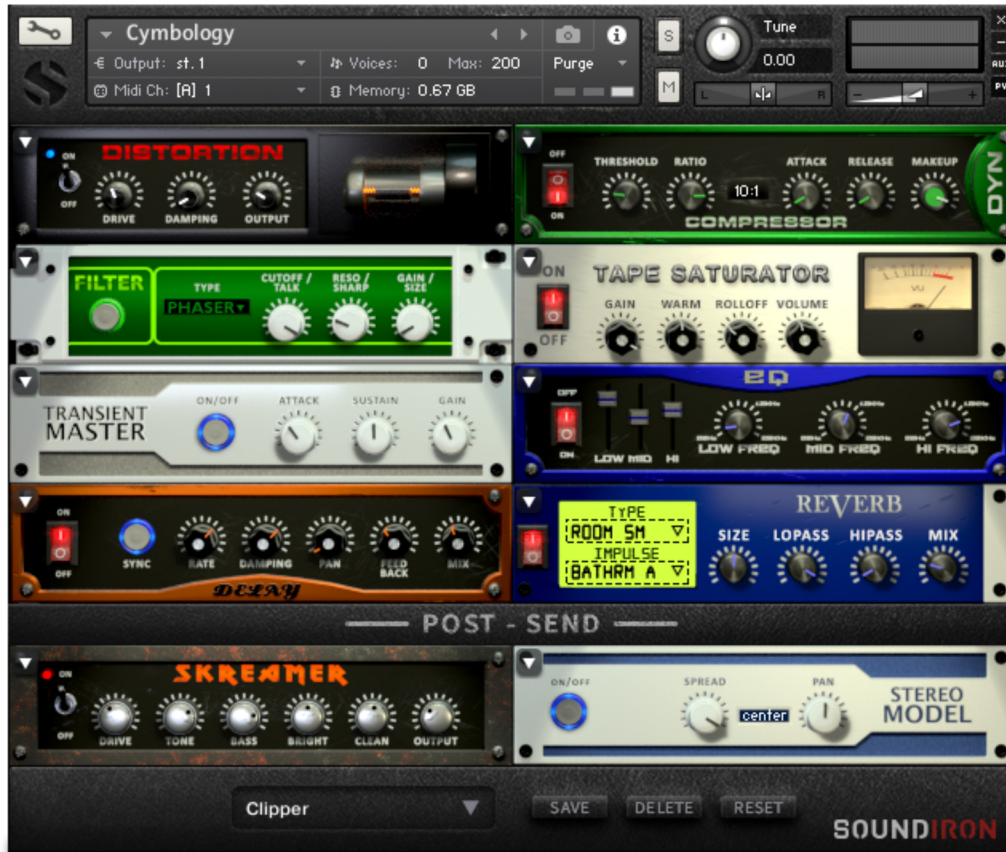 Cymbology
Output: st.1
Voices: 0 Max: 200
Purge
Midi Ch: [A] 1
Memory: 0.67 GB
S
M
Tune
0.00
L R
- +
AUX
PV
DISTORTION
ON
OFF
DRIVE DAMPING OUTPUT
OFF
ON
THRESHOLD RATIO 10:1 ATTACK RELEASE MAKEUP
COMPRESSOR
DYN
FILTER
TYPE
PHASER
CUTOFF / TALK
RESO / SHARP
GAIN / SIZE
ON
OFF
TAPE SATURATOR
GAIN WARM ROLLOFF VOLUME
VU
TRANSIENT
MASTER
ON/OFF ATTACK SUSTAIN GAIN
EQ
OFF
ON
LOW MID HI
LOW FREQ MID FREQ HI FREQ
ON
OFF
SYNC RATE DAMPING PAN FEED BACK MIX
DELAY
TYPE
ROOM SM
IMPULSE
BATHRM A
REVERB
SIZE LOPASS HIPASS MIX
POST - SEND
SKREAMER
ON
OFF
DRIVE TONE BASS BRIGHT CLEAN OUTPUT
ON/OFF SPREAD center PAN
STEREO
MODEL
Clipper
SAVE DELETE RESET
SOUNDIRON